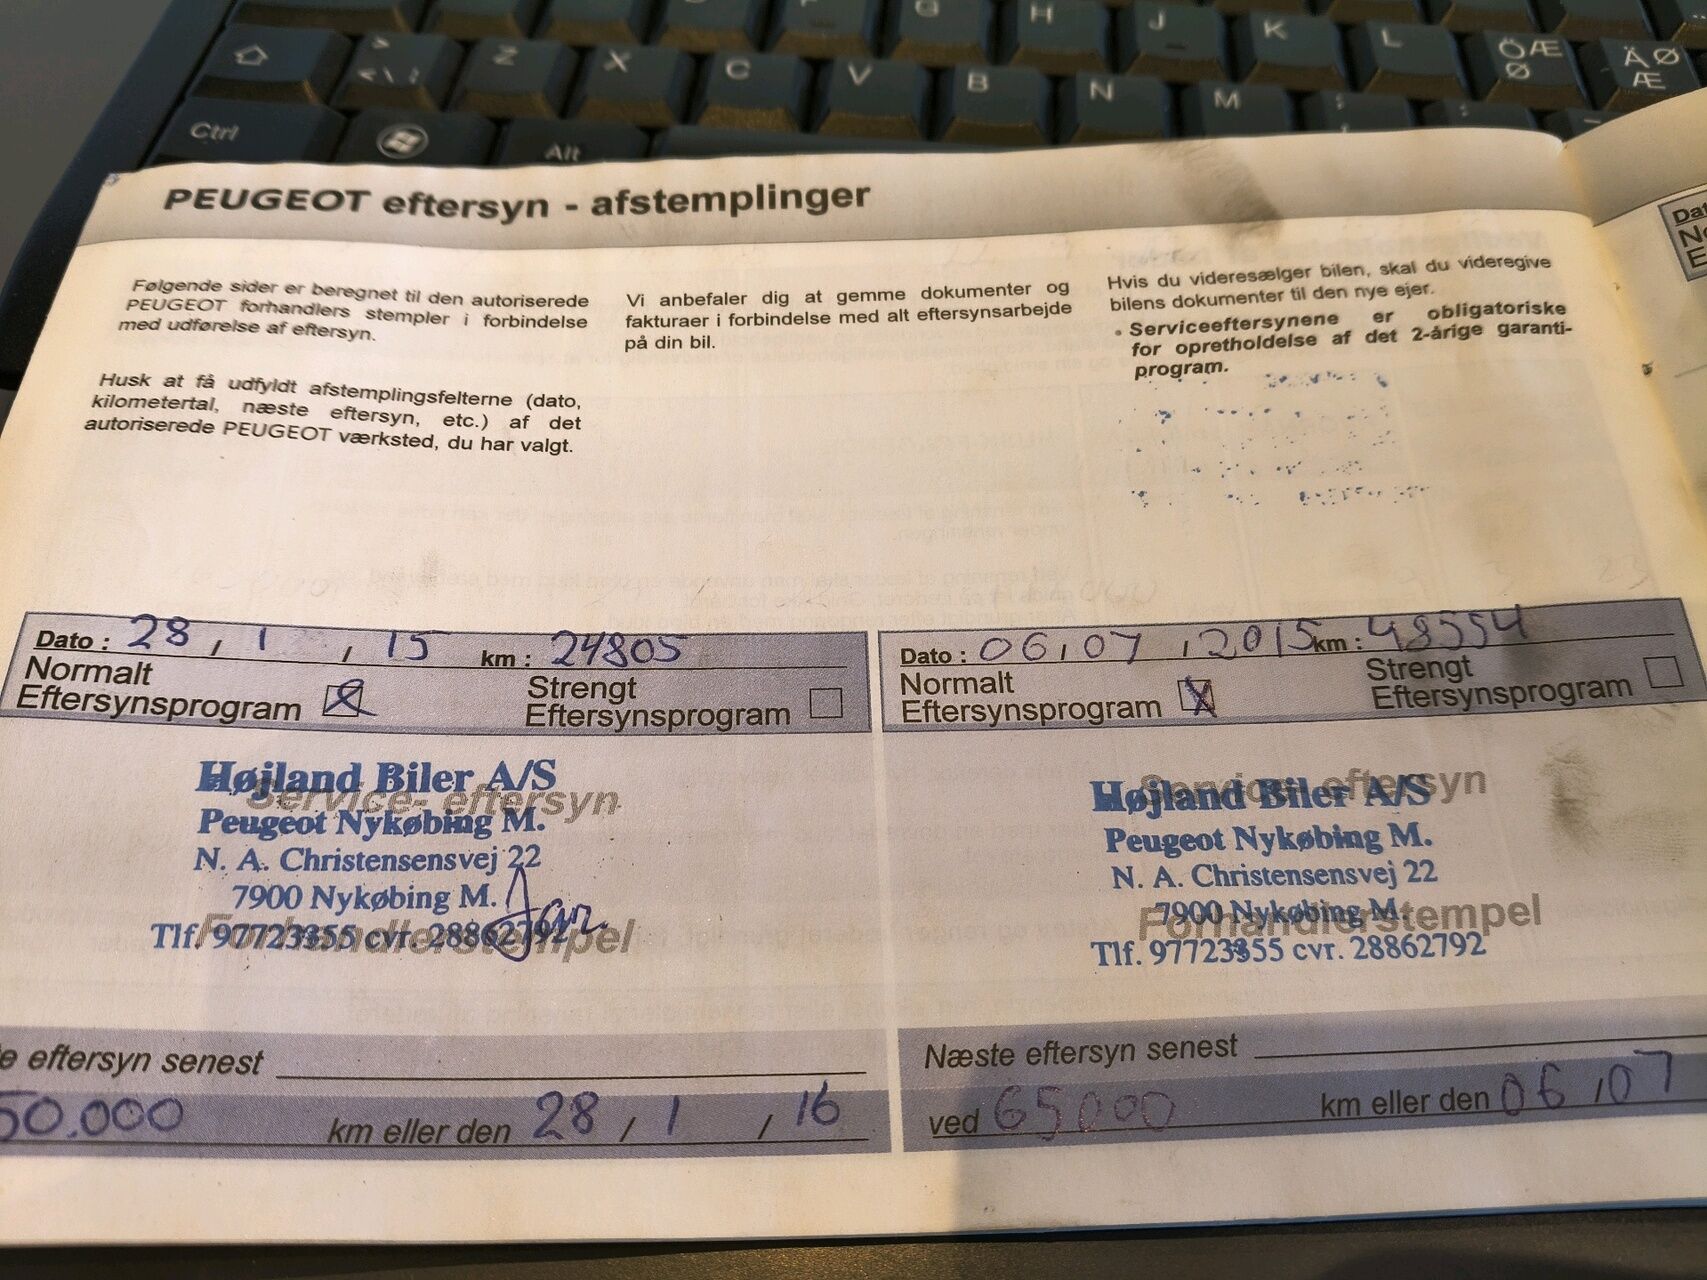 G H J K L ÖÆ Ø ÄØ Æ
> < \ Z X C V B N M ;
Ctrl Alt
PEUGEOT eftersyn - afstemplinger
Følgende sider er beregnet til den autoriserede
PEUGEOT forhandlers stempler i forbindelse
med udførelse af eftersyn.
Husk at få udfyldt afstemplingsfelterne (dato,
kilometertal, næste eftersyn, etc.) af det
autoriserede PEUGEOT værksted, du har valgt.
Vi anbefaler dig at gemme dokumenter og
fakturaer i forbindelse med alt eftersynsarbejde
på din bil.
Hvis du videresælger bilen, skal du videregive
bilens dokumenter til den nye ejer.
• Serviceeftersynene er obligatoriske
for opretholdelse af det 2-årige garanti-
program.
Dato : 28 / 1 / 15 km : 24805
Normalt
Eftersynsprogram
Strengt
Eftersynsprogram
Service- eftersyn
Højland Biler A/S
Peugeot Nykøbing M.
N. A. Christensensvej 22
7900 Nykøbing M.
Tlf. 97723355 cvr. 28862792
Forhandlerstempel
e eftersyn senest
50.000 km eller den 28 / 1 / 16
Dato : 06 / 07 / 2015 km : 48554
Normalt
Eftersynsprogram
Strengt
Eftersynsprogram
Service- eftersyn
Højland Biler A/S
Peugeot Nykøbing M.
N. A. Christensensvej 22
7900 Nykøbing M.
Tlf. 97723355 cvr. 28862792
Forhandlerstempel
Næste eftersyn senest
ved 65000 km eller den 06 / 07